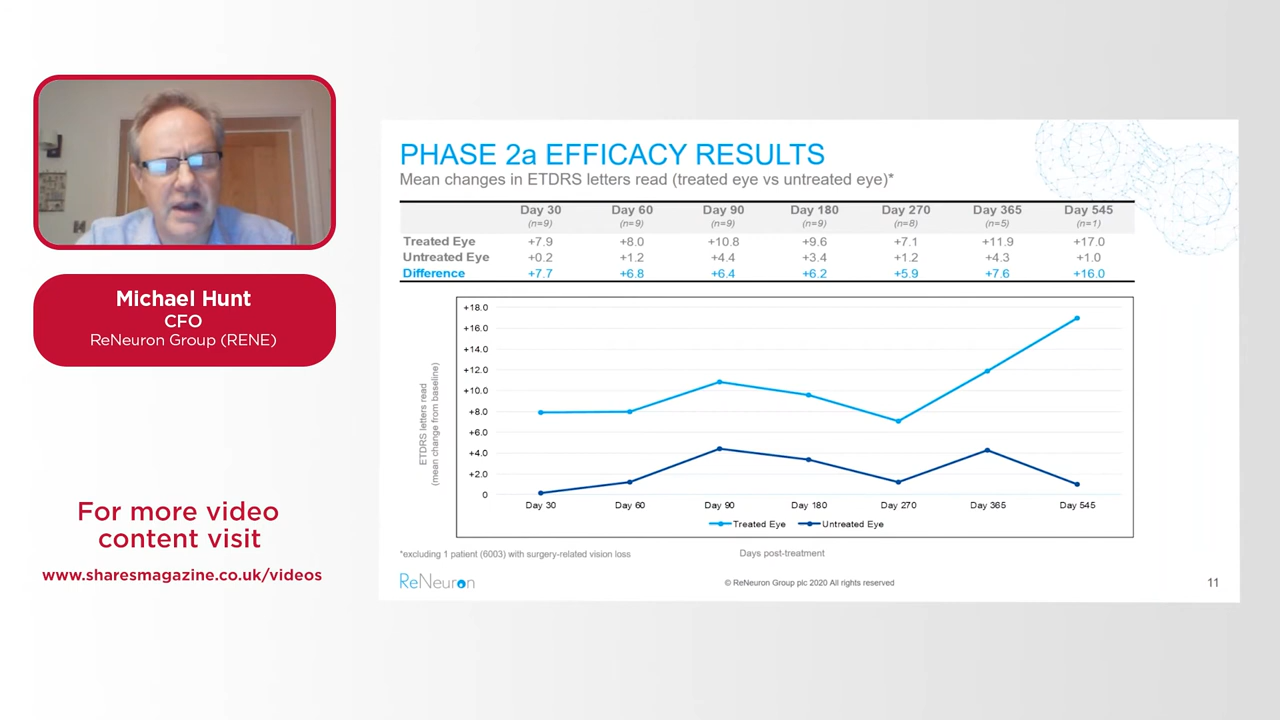 Michael Hunt
CFO
ReNeuron Group (RENE)
For more video
content visit
www.sharesmagazine.co.uk/videos
PHASE 2a EFFICACY RESULTS
Mean changes in ETDRS letters read (treated eye vs untreated eye)*
Day 30 Day 60 Day 90 Day 180 Day 270 Day 365 Day 545
(n=9) (n=9) (n=9) (n=9) (n=8) (n=5) (n=1)
Treated Eye +7.9 +8.0 +10.8 +9.6 +7.1 +11.9 +17.0
Untreated Eye +0.2 +1.2 +4.4 +3.4 +1.2 +4.3 +1.0
Difference +7.7 +6.8 +6.4 +6.2 +5.9 +7.6 +16.0
ETDRS letters read
(mean change from baseline)
+18.0
+16.0
+14.0
+12.0
+10.0
+8.0
+6.0
+4.0
+2.0
0
Day 30 Day 60 Day 90 Day 180 Day 270 Day 365 Day 545
Treated Eye Untreated Eye
*excluding 1 patient (6003) with surgery-related vision loss
Days post-treatment
ReNeuron
© ReNeuron Group plc 2020 All rights reserved
11